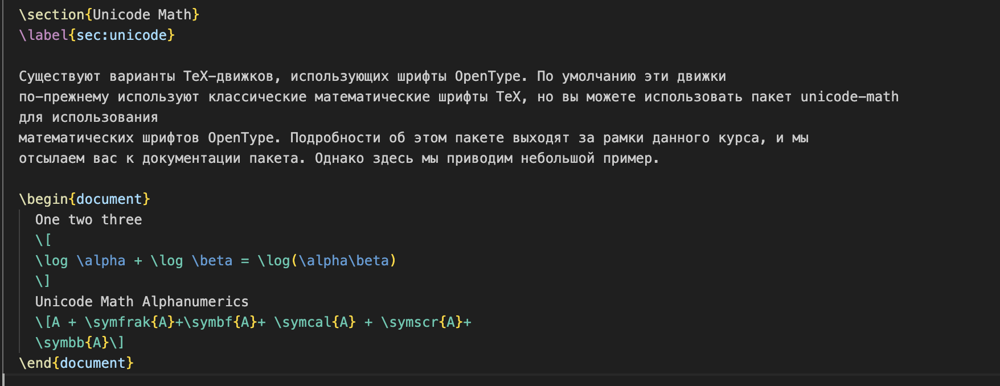 \section{Unicode Math}
\label{sec:unicode}
Существуют варианты TeX-движков, использующих шрифты OpenType. По умолчанию эти движки
по-прежнему используют классические математические шрифты TeX, но вы можете использовать пакет unicode-math
для использования
математических шрифтов OpenType. Подробности об этом пакете выходят за рамки данного курса, и мы
отсылаем вас к документации пакета. Однако здесь мы приводим небольшой пример.
\begin{document}
One two three
\[
\log \alpha + \log \beta = \log(\alpha\beta)
\]
Unicode Math Alphanumerics
\[A + \symfrak{A}+\symbf{A}+ \symcal{A} + \symscr{A}+
\symbb{A}\]
\end{document}